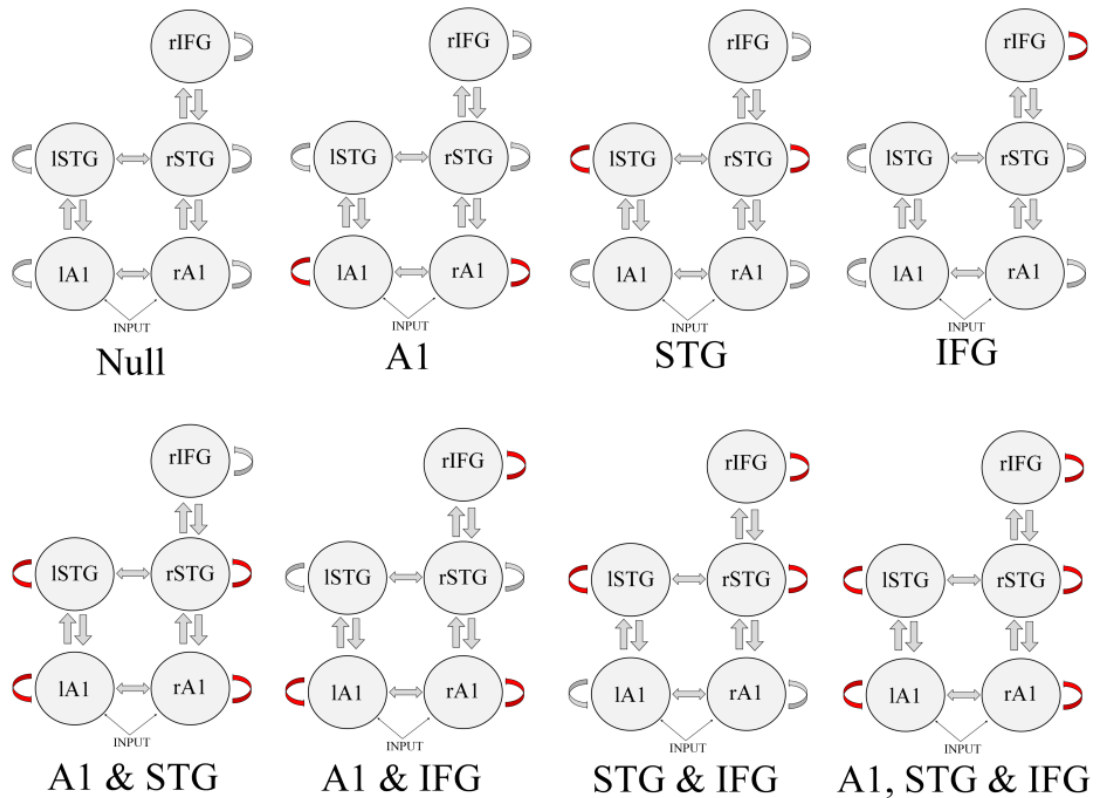 rIFG
lSTG rSTG
lA1 rA1
INPUT
Null
rIFG
lSTG rSTG
lA1 rA1
INPUT
A1
rIFG
lSTG rSTG
lA1 rA1
INPUT
STG
rIFG
lSTG rSTG
lA1 rA1
INPUT
IFG
rIFG
lSTG rSTG
lA1 rA1
INPUT
A1 & STG
rIFG
lSTG rSTG
lA1 rA1
INPUT
A1 & IFG
rIFG
lSTG rSTG
lA1 rA1
INPUT
STG & IFG
rIFG
lSTG rSTG
lA1 rA1
INPUT
A1, STG & IFG